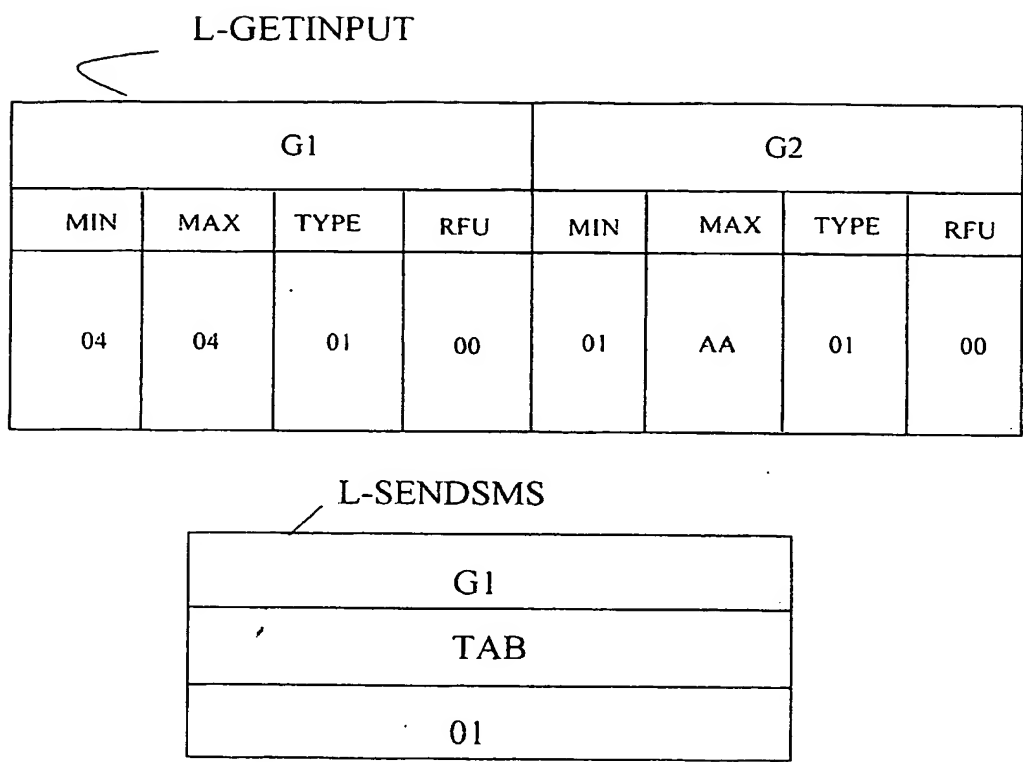 L-GETINPUT
G1 G2
MIN MAX TYPE RFU MIN MAX TYPE RFU
04 04 01 00 01 AA 01 00
L-SENDSMS
G1
TAB
01